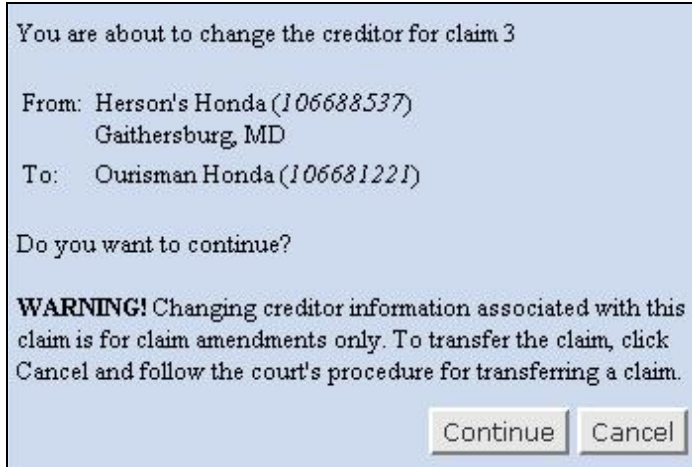 You are about to change the creditor for claim 3
From: Herson's Honda (106688537)
Gaithersburg, MD
To: Ourisman Honda (106681221)
Do you want to continue?
WARNING! Changing creditor information associated with this
claim is for claim amendments only. To transfer the claim, click
Cancel and follow the court's procedure for transferring a claim.
Continue Cancel